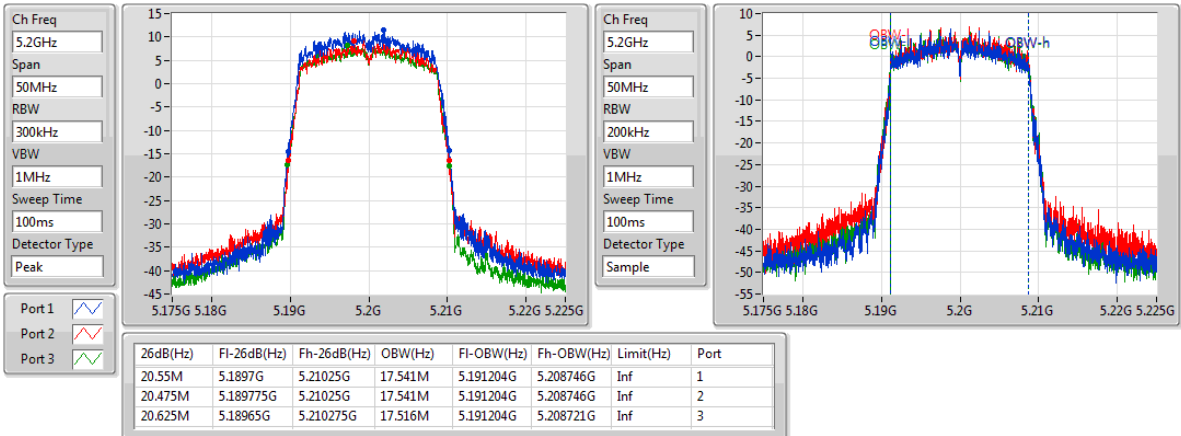 Ch Freq
5.2GHz
Span
50MHz
RBW
300kHz
VBW
1MHz
Sweep Time
100ms
Detector Type
Peak
15
10
5
0
-5
-10
-15
-20
-25
-30
-35
-40
-45
5.175G 5.18G 5.19G 5.2G 5.21G 5.22G 5.225G
Ch Freq
5.2GHz
Span
50MHz
RBW
200kHz
VBW
1MHz
Sweep Time
100ms
Detector Type
Sample
10
5
0
-5
-10
-15
-20
-25
-30
-35
-40
-45
-50
-55
OBW-l
OBW-h
5.175G 5.18G 5.19G 5.2G 5.21G 5.22G 5.225G
Port 1
Port 2
Port 3
26dB(Hz) Fl-26dB(Hz) Fh-26dB(Hz) OBW(Hz) Fl-OBW(Hz) Fh-OBW(Hz) Limit(Hz) Port
20.55M 5.1897G 5.21025G 17.541M 5.191204G 5.208746G Inf 1
20.475M 5.189775G 5.21025G 17.541M 5.191204G 5.208746G Inf 2
20.625M 5.18965G 5.210275G 17.516M 5.191204G 5.208721G Inf 3